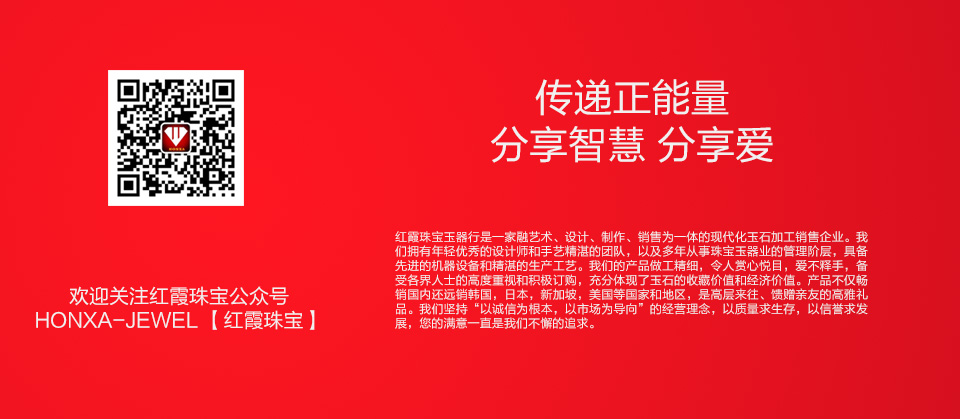 传递正能量
分享智慧 分享爱
HONXA
欢迎关注红霞珠宝公众号
HONXA-JEWEL【红霞珠宝】
红霞珠宝玉器行是一家融艺术、设计、制作、销售为一体的现代化玉石加工销售企业。我
们拥有年轻优秀的设计师和手艺精湛的团队，以及多年从事珠宝玉器业的管理阶层，具备
先进的机器设备和精湛的生产工艺。我们的产品做工精细，令人赏心悦目，爱不释手，备
受各界人士的高度重视和积极订购，充分体现了玉石的收藏价值和经济价值。产品不仅畅
销国内还远销韩国，日本，新加坡，美国等国家和地区，是高层来往、馈赠亲友的高雅礼
品。我们坚持“以诚信为根本，以市场为导向”的经营理念，以质量求生存，以信誉求发
展，您的满意一直是我们不懈的追求。